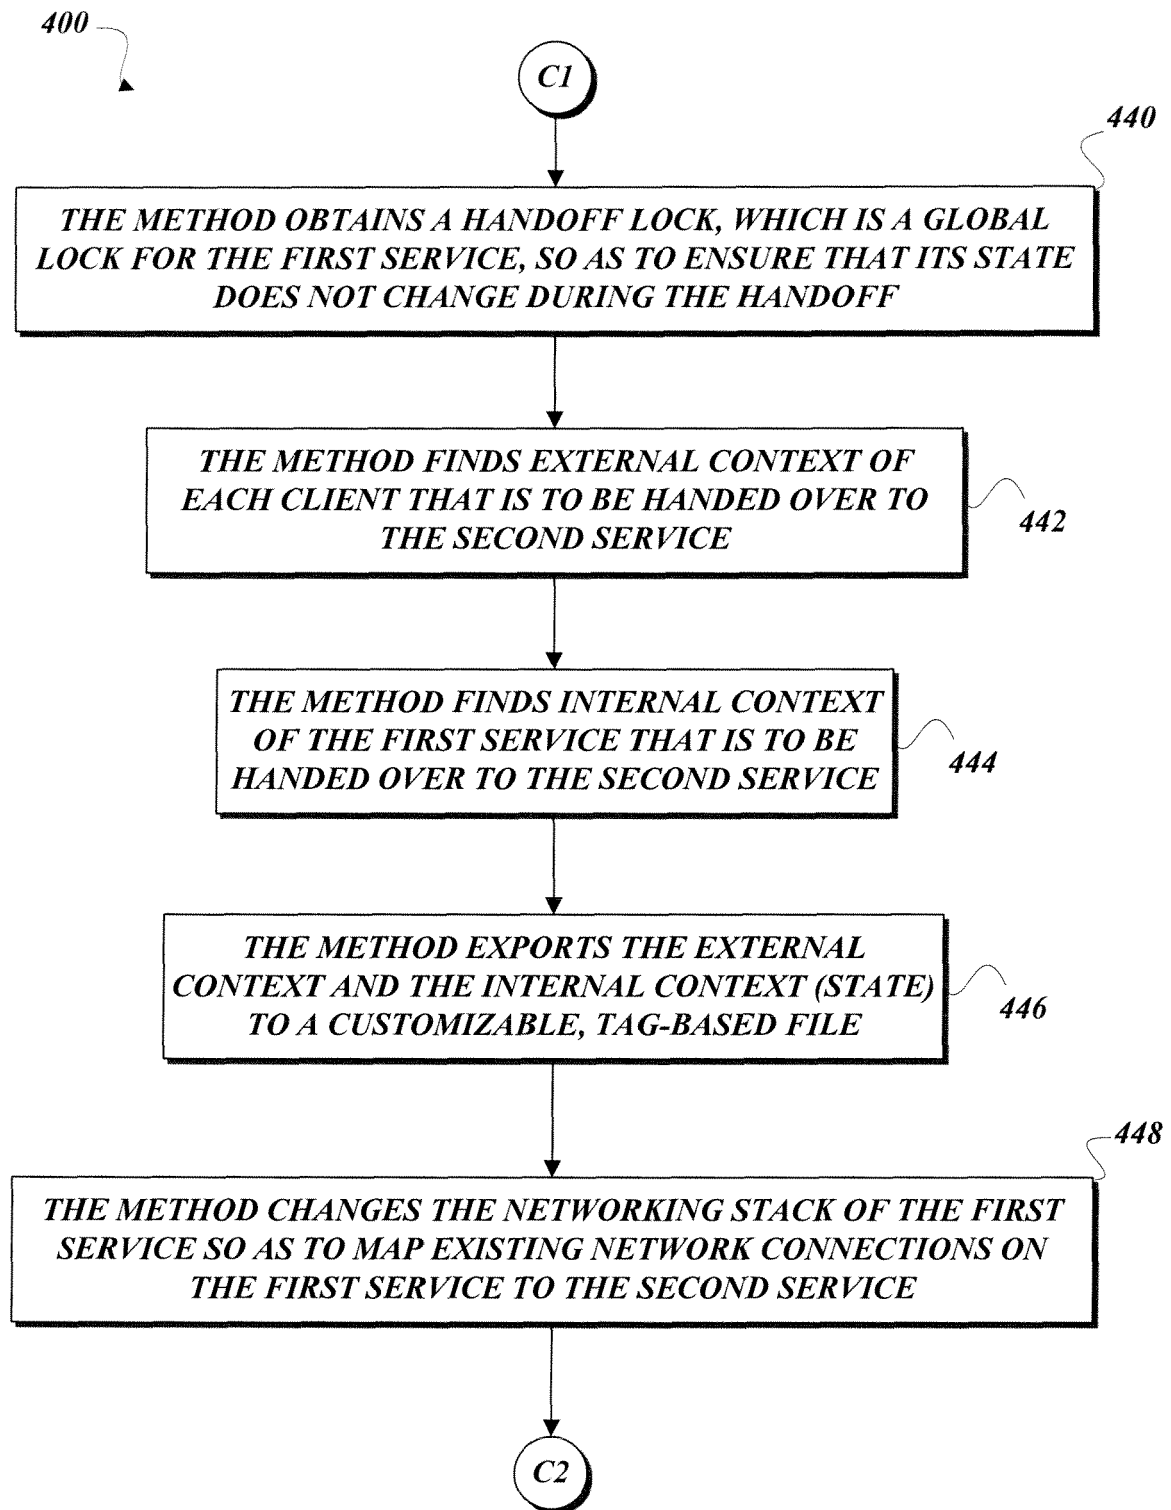 400
C1
440
THE METHOD OBTAINS A HANDOFF LOCK, WHICH IS A GLOBAL
LOCK FOR THE FIRST SERVICE, SO AS TO ENSURE THAT ITS STATE
DOES NOT CHANGE DURING THE HANDOFF
THE METHOD FINDS EXTERNAL CONTEXT OF
EACH CLIENT THAT IS TO BE HANDED OVER TO
THE SECOND SERVICE
442
THE METHOD FINDS INTERNAL CONTEXT
OF THE FIRST SERVICE THAT IS TO BE
HANDED OVER TO THE SECOND SERVICE
444
THE METHOD EXPORTS THE EXTERNAL
CONTEXT AND THE INTERNAL CONTEXT (STATE)
TO A CUSTOMIZABLE, TAG-BASED FILE
446
448
THE METHOD CHANGES THE NETWORKING STACK OF THE FIRST
SERVICE SO AS TO MAP EXISTING NETWORK CONNECTIONS ON
THE FIRST SERVICE TO THE SECOND SERVICE
C2